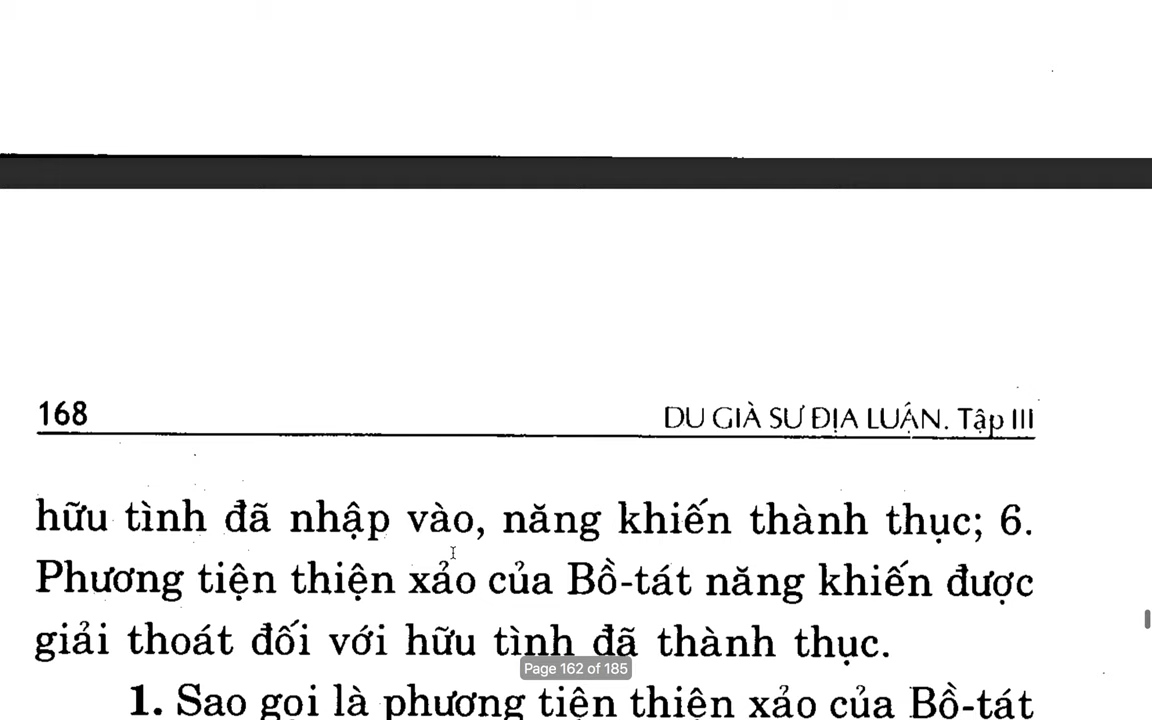 168
DU GIÀ SƯ ĐỊA LUẬN. Tập III
hữu tình đã nhập vào, năng khiến thành thục; 6.
Phương tiện thiện xảo của Bồ-tát năng khiến được
giải thoát đối với hữu tình đã thành thục.
Page 162 of 185
1. Sao gọi là phương tiện thiện xảo của Bồ-tát